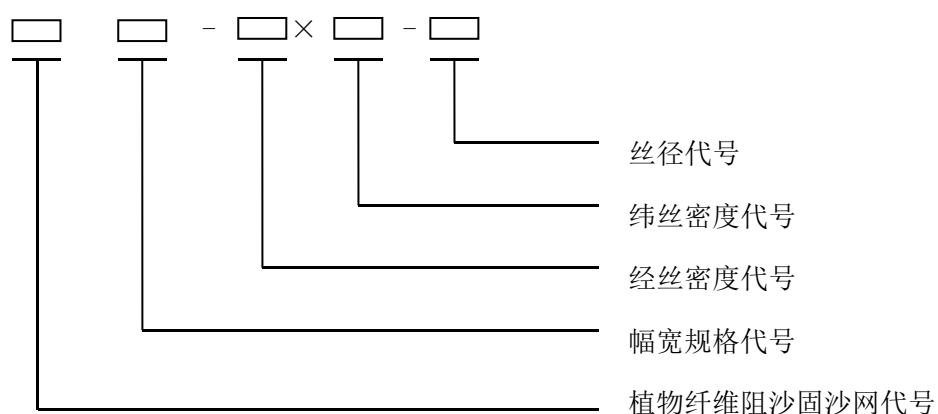 □ □ - □×□ - □
丝径代号
纬丝密度代号
经丝密度代号
幅宽规格代号
植物纤维阻沙固沙网代号